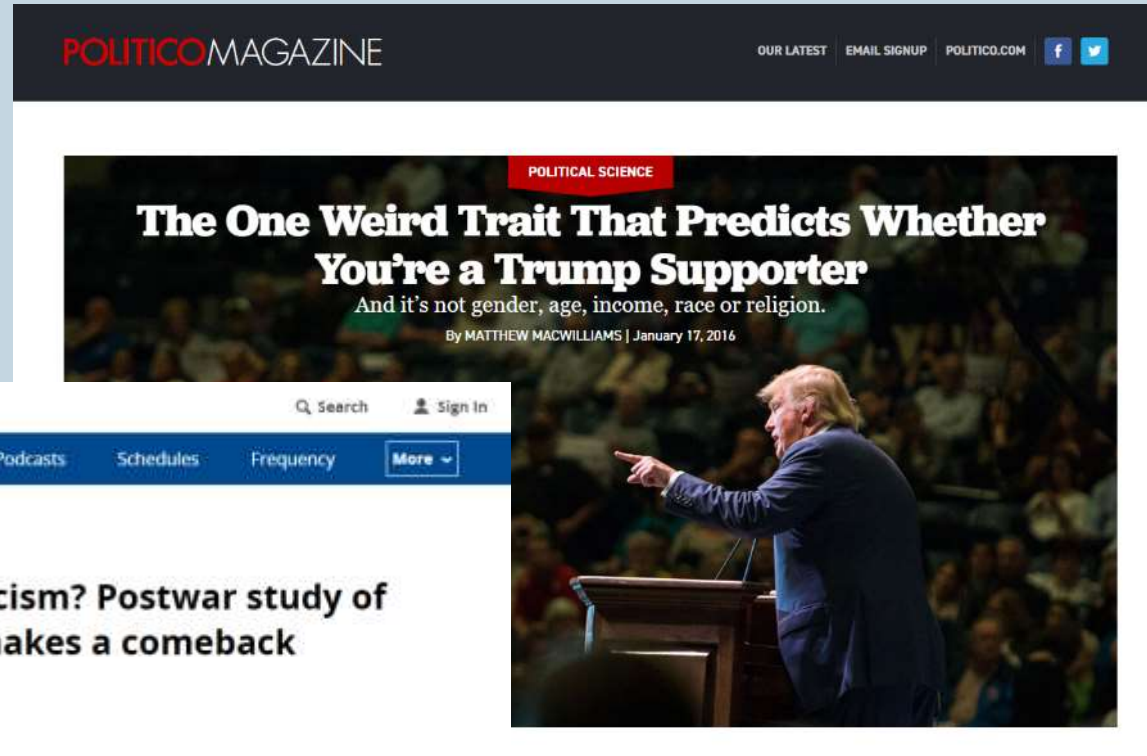 POLITICOMAGAZINE
OUR LATEST EMAIL SIGNUP POLITICO.COM f
POLITICAL SCIENCE
The One Weird Trait That Predicts Whether
You're a Trump Supporter
And it's not gender, age, income, race or religion.
By MATTHEW MACWILLIAMS | January 17, 2016
Search Sign In
Podcasts Schedules Frequency More
cism? Postwar study of
akes a comeback